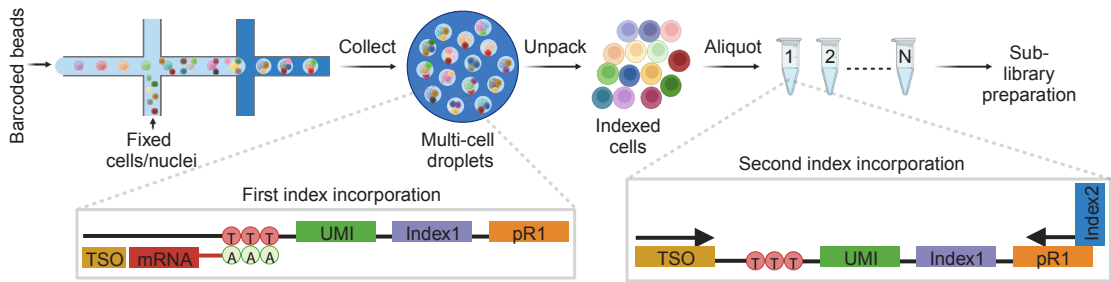 Barcoded beads
Collect
Unpack
Aliquot
1
2
N
Sub-
library
preparation
Fixed
cells/nuclei
Multi-cell
droplets
Indexed
cells
First index incorporation
Second index incorporation
T T T
UMI
Index1
pR1
TSO
mRNA
A A A
Index2
TSO
T T T
UMI
Index1
pR1